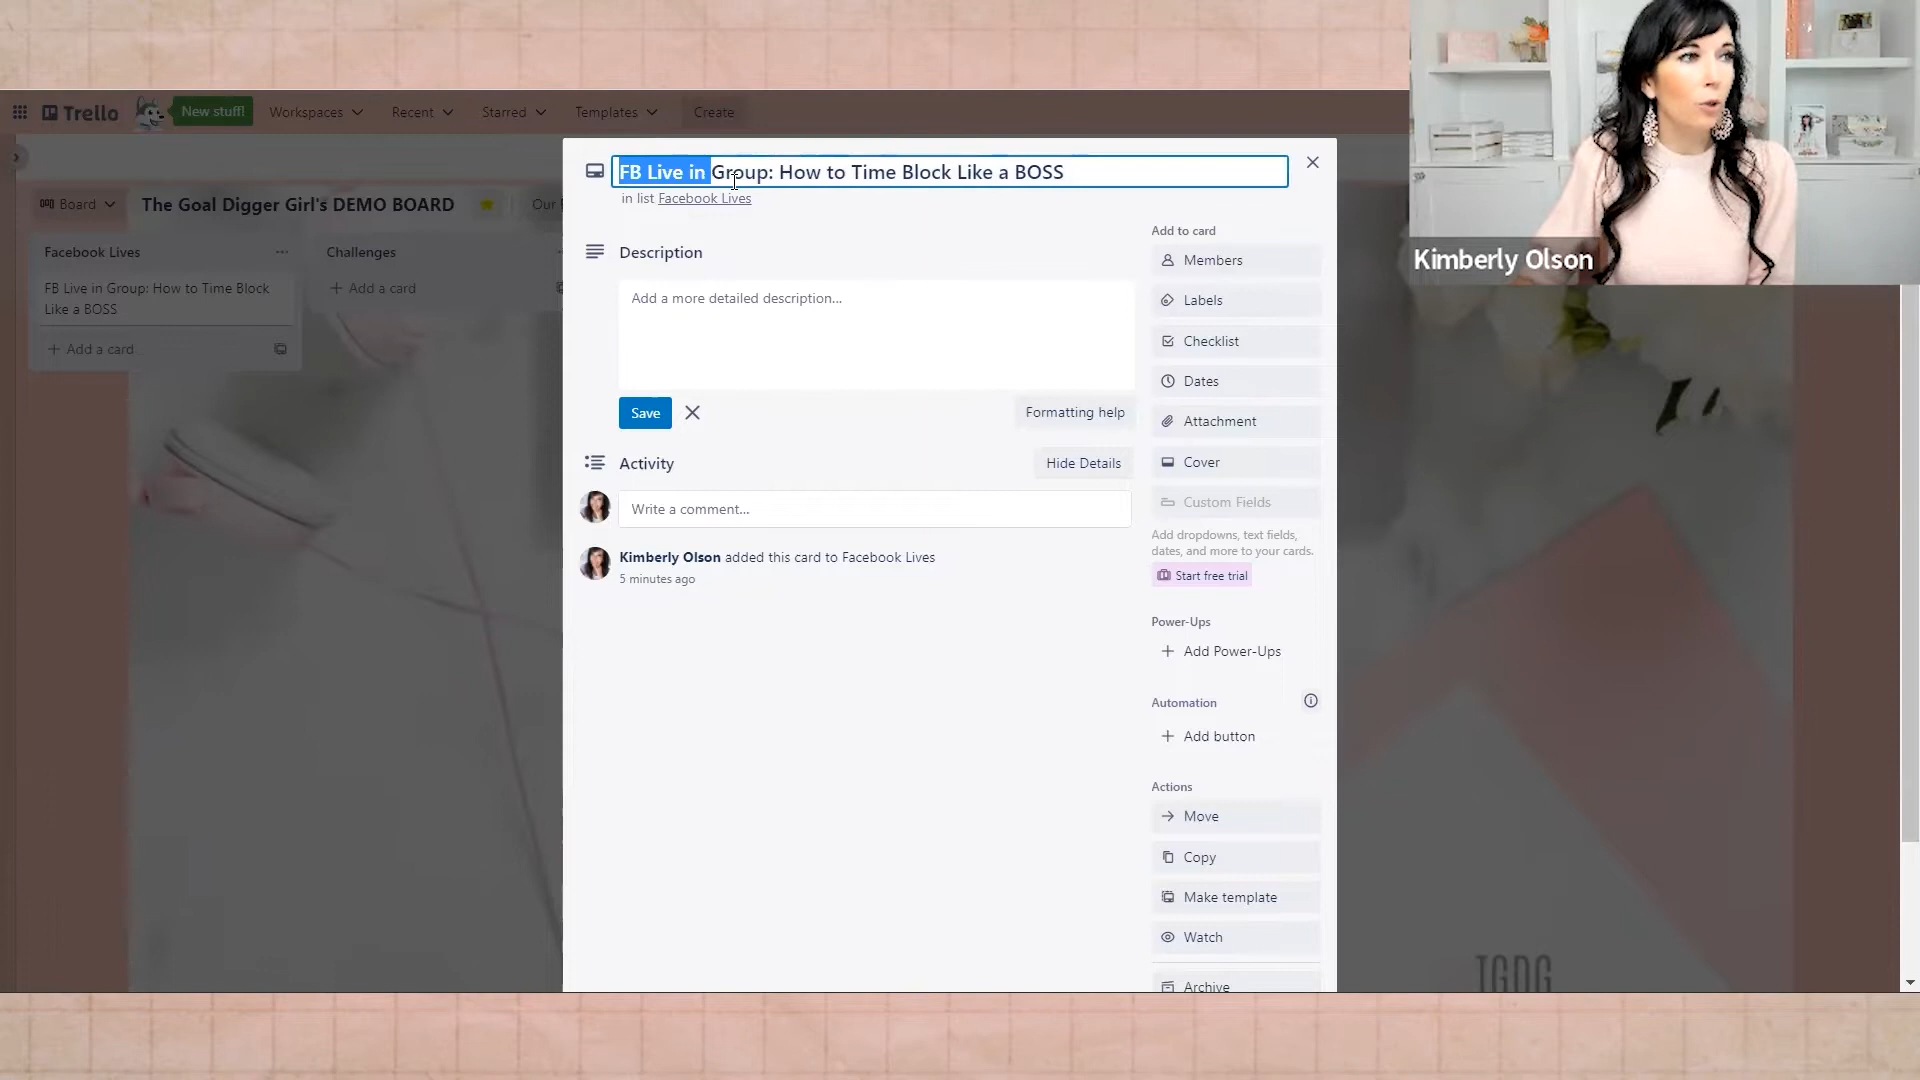 Trello
New stuff!
Workspaces
Recent
Starred
Templates
Create
Kimberly Olson
FB Live in Group: How to Time Block Like a BOSS
in list Facebook Lives
Board
The Goal Digger Girl's DEMO BOARD
Our
Facebook Lives
FB Live in Group: How to Time Block
Like a BOSS
+ Add a card
Challenges
+ Add a card
Description
Add a more detailed description...
Save
Formatting help
Activity
Hide Details
Write a comment...
Kimberly Olson added this card to Facebook Lives
5 minutes ago
Add to card
Members
Labels
Checklist
Dates
Attachment
Cover
Custom Fields
Add dropdowns, text fields,
dates, and more to your cards.
Start free trial
Power-Ups
+ Add Power-Ups
Automation
+ Add button
Actions
Move
Copy
Make template
Watch
Archive
TGDG